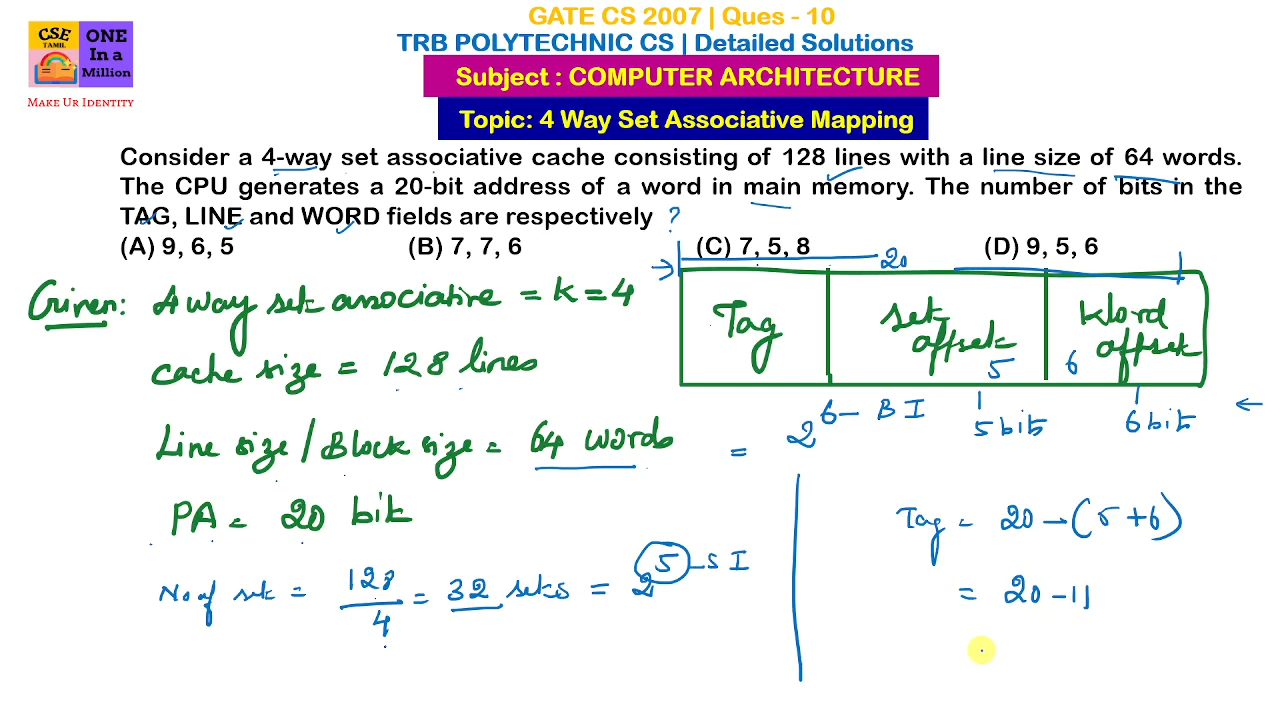 GATE CS 2007 | Ques - 10
TRB POLYTECHNIC CS | Detailed Solutions
CSE
TAMIL
ONE
In a
Million
MAKE UR IDENTITY
Subject : COMPUTER ARCHITECTURE
Topic: 4 Way Set Associative Mapping
Consider a 4-way set associative cache consisting of 128 lines with a line size of 64 words.
The CPU generates a 20-bit address of a word in main memory. The number of bits in the
TAG, LINE and WORD fields are respectively ?
(A) 9, 6, 5 (B) 7, 7, 6 (C) 7, 5, 8 (D) 9, 5, 6
20
Given: 4 way set associative = k = 4
Tag set offset 5 Word offset 6
cache size = 128 lines
5 bit 6 bit
Line size / Block size = 64 words = 2^6 - BI
PA = 20 bit
Tag = 20 - (5 + 6)
No of set = 128/4 = 32 sets = 2^5 - SI
= 20 - 11